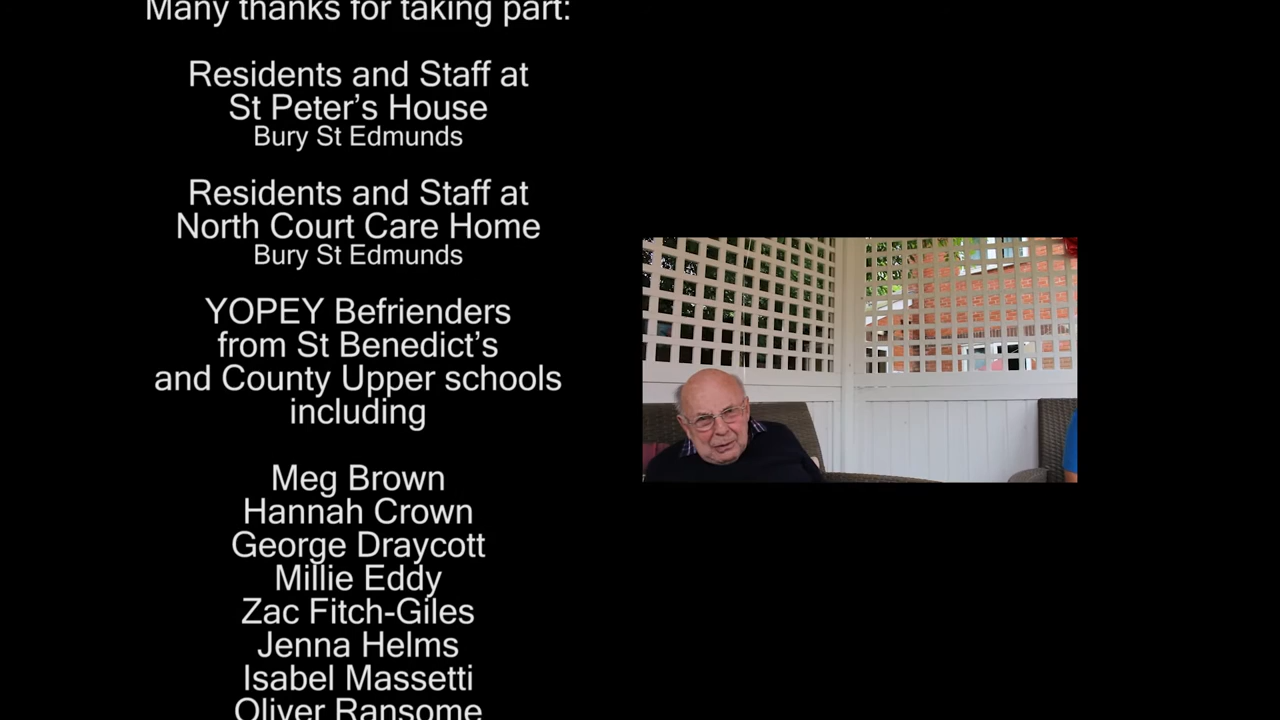 Many thanks for taking part:
Residents and Staff at
St Peter’s House
Bury St Edmunds
Residents and Staff at
North Court Care Home
Bury St Edmunds
YOPEY Befrienders
from St Benedict’s
and County Upper schools
including
Meg Brown
Hannah Crown
George Draycott
Millie Eddy
Zac Fitch-Giles
Jenna Helms
Isabel Massetti
Oliver Ransome